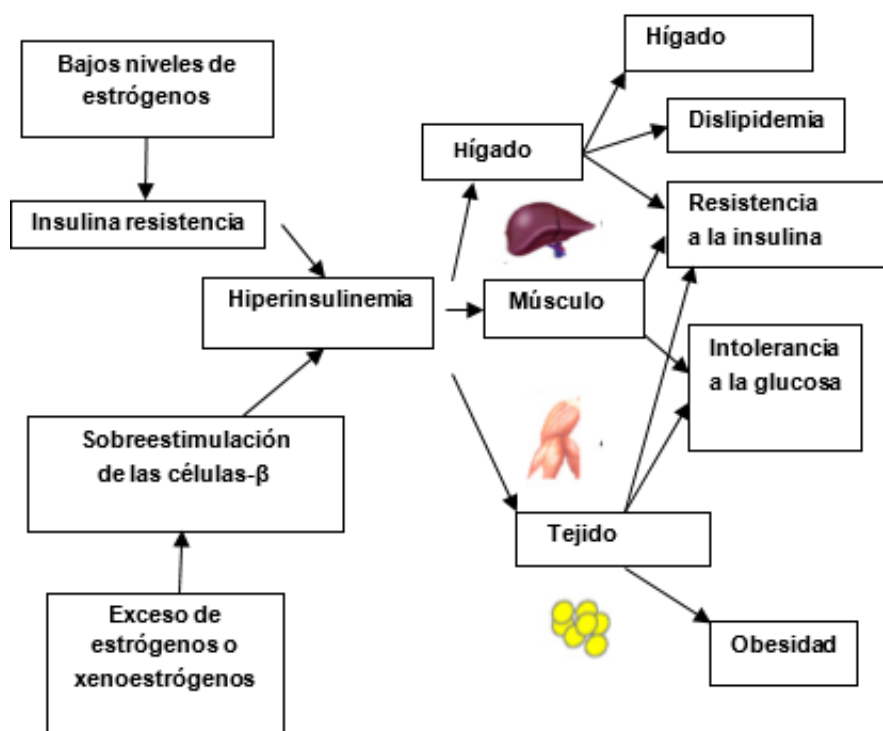 Bajos niveles de
estrógenos
Insulina resistencia
Hiperinsulinemia
Sobreestimulación
de las células-β
Exceso de
estrógenos o
xenoestrógenos
Hígado
Músculo
Tejido
Hígado
Dislipidemia
Resistencia
a la insulina
Intolerancia
a la glucosa
Obesidad